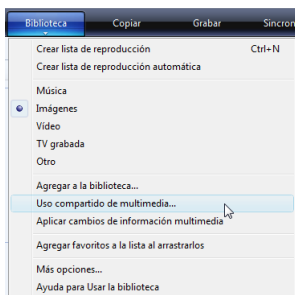 Biblioteca Copiar Grabar Sincron
Crear lista de reproducción Ctrl+N
Crear lista de reproducción automática
Música
Imágenes
Vídeo
TV grabada
Otro
Agregar a la biblioteca...
Uso compartido de multimedia...
Aplicar cambios de información multimedia
Agregar favoritos a la lista al arrastrarlos
Más opciones...
Ayuda para Usar la biblioteca